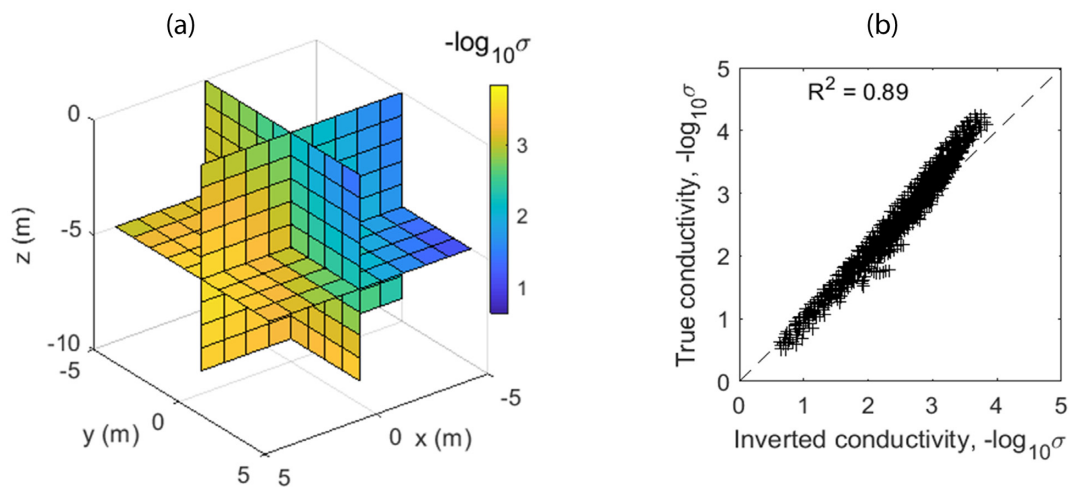 (a)
-log10σ
3
2
1
0
-5
-10
z (m)
-5
0
5
y (m)
5
0
-5
x (m)
(b)
R2 = 0.89
5
4
3
2
1
0
True conductivity, -log10σ
0
1
2
3
4
5
Inverted conductivity, -log10σ